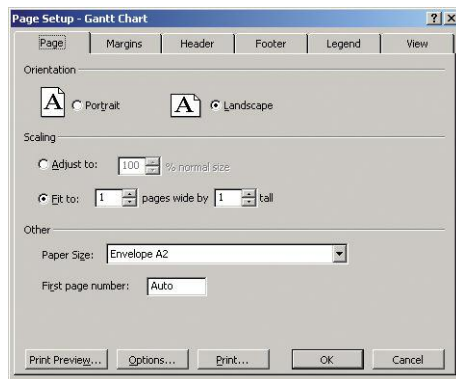 Page Setup - Gantt Chart
Page Margins Header Footer Legend View
Orientation
A Portrait A Landscape
Scaling
Adjust to: 100 % normal size
Fit to: 1 pages wide by 1 tall
Other
Paper Size: Envelope A2
First page number: Auto
Print Preview... Options... Print... OK Cancel